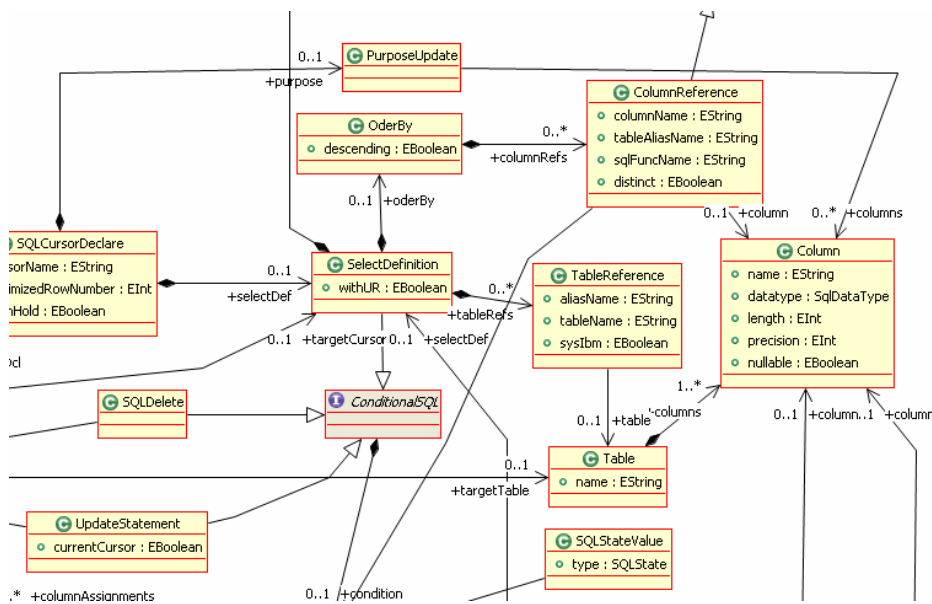 0..1
PurposeUpdate
+purpose
ColumnReference
columnName : EString
tableAliasName : EString
sqlFuncName : EString
distinct : EBoolean
OderBy
descending : EBoolean
0..*
+columnRefs
0..1 +oderBy
0..1 +column
0..* +columns
SQLCursorDeclare
sorName : EString
imizedRowNumber : EInt
nHold : EBoolean
0..1
+selectDef
SelectDefinition
withUR : EBoolean
0..*
+tableRefs
TableReference
aliasName : EString
tableName : EString
sysIbm : EBoolean
Column
name : EString
datatype : SqlDataType
length : EInt
precision : EInt
nullable : EBoolean
0..1 +targetCursor
0..1 +selectDef
Dcl
SQLDelete
ConditionalSQL
0..1 +table
1..*
-columns
0..1 +column
..1 +column
Table
name : EString
0..1
+targetTable
UpdateStatement
currentCursor : EBoolean
SQLStateValue
type : SQLState
..* +columnAssignments
0..1 +condition